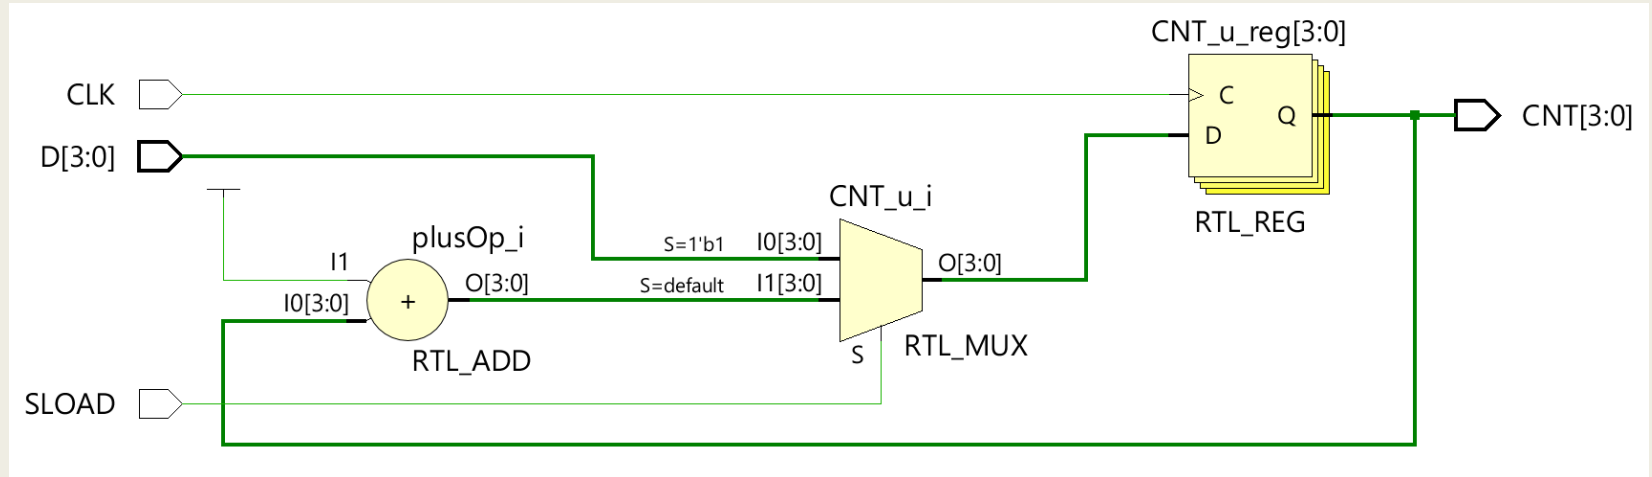 CNT_u_reg[3:0]
CLK
C
Q
CNT[3:0]
D
D[3:0]
RTL_REG
CNT_u_i
plusOp_i
S=1'b1
I0[3:0]
I1
O[3:0]
S=default
I1[3:0]
O[3:0]
I0[3:0]
+
RTL_ADD
S
RTL_MUX
SLOAD